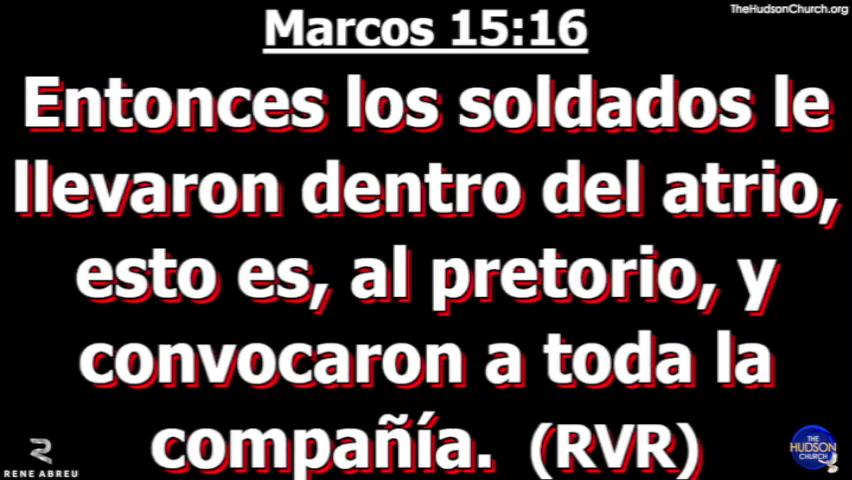 TheHudsonChurch.org
Marcos 15:16
Entonces los soldados le
llevaron dentro del atrio,
esto es, al pretorio, y
convocaron a toda la
compañía. (RVR)
RENE ABREU
THE
HUDSON
CHURCH